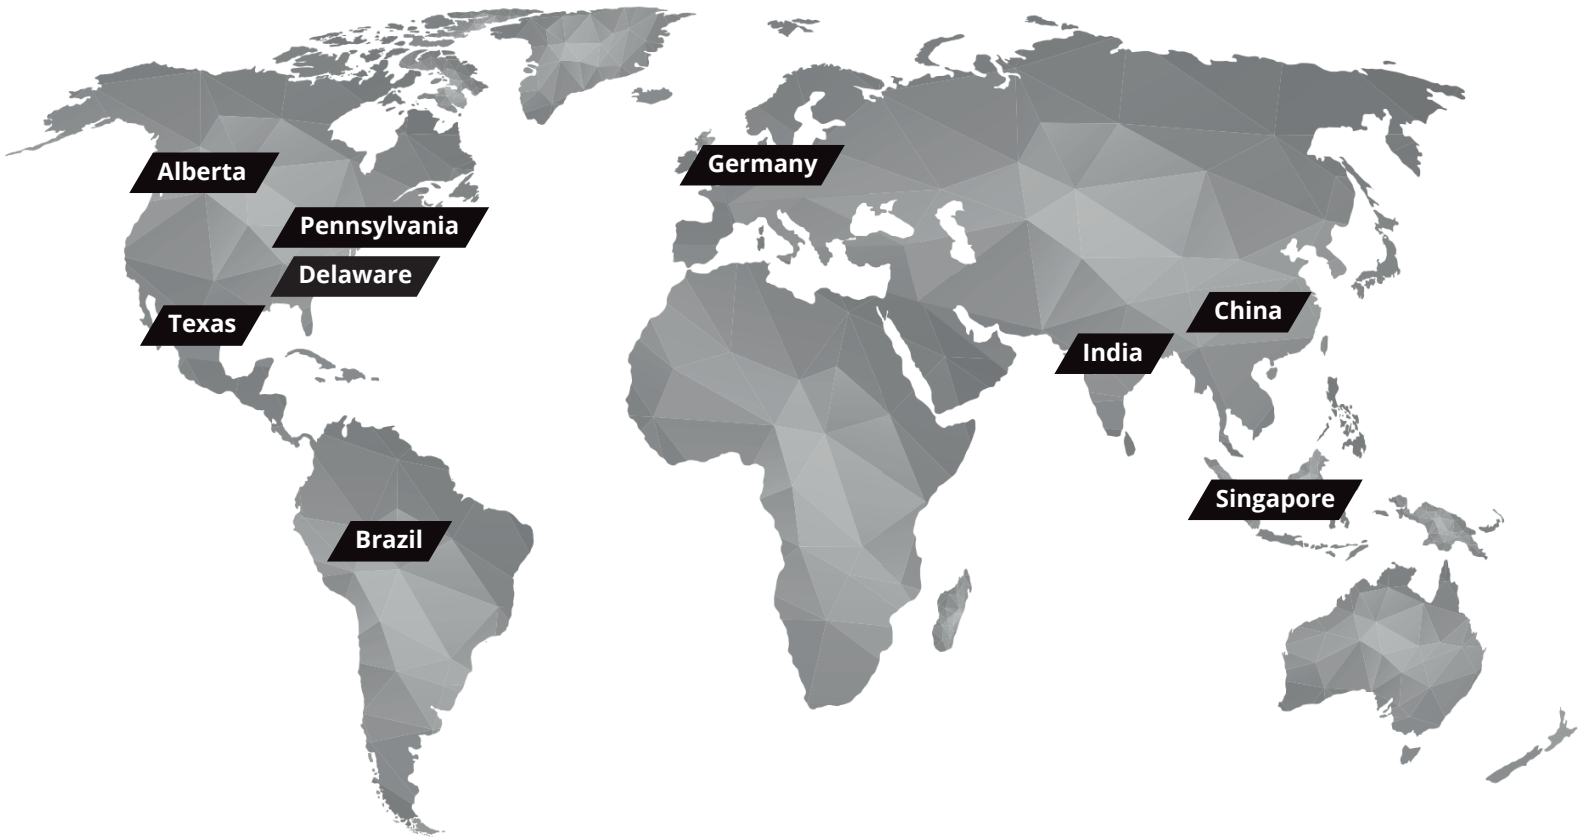 Alberta
Germany
Pennsylvania
Delaware
Texas
China
India
Singapore
Brazil